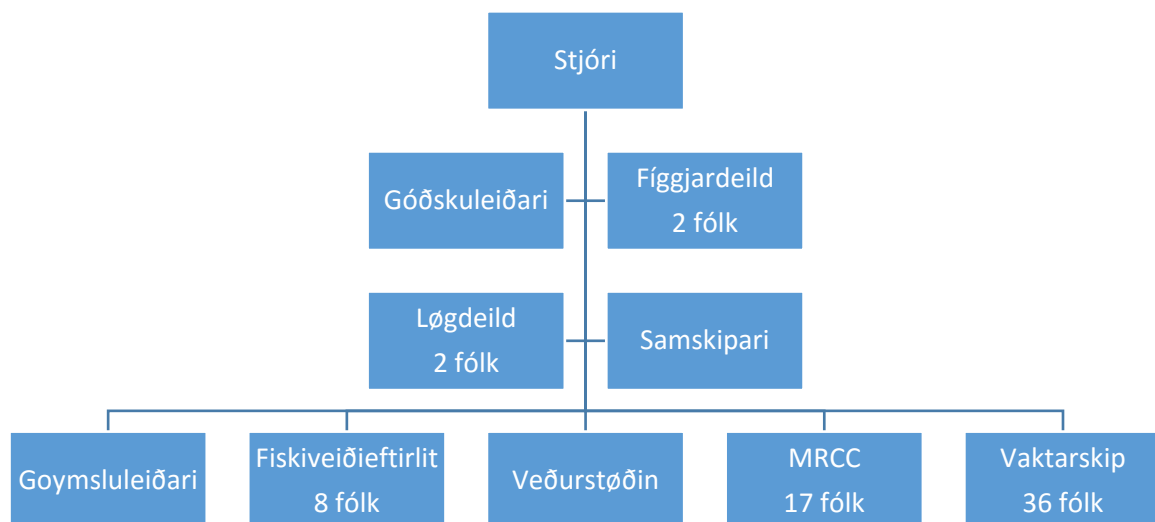 Stjóri
Góðskuleiðari
Fíggjardeild
2 fólk
Løgdeild
2 fólk
Samskipari
Goymsluleiðari
Fiskiveiðieftirlit
8 fólk
Veðurstøðin
MRCC
17 fólk
Vaktarskip
36 fólk